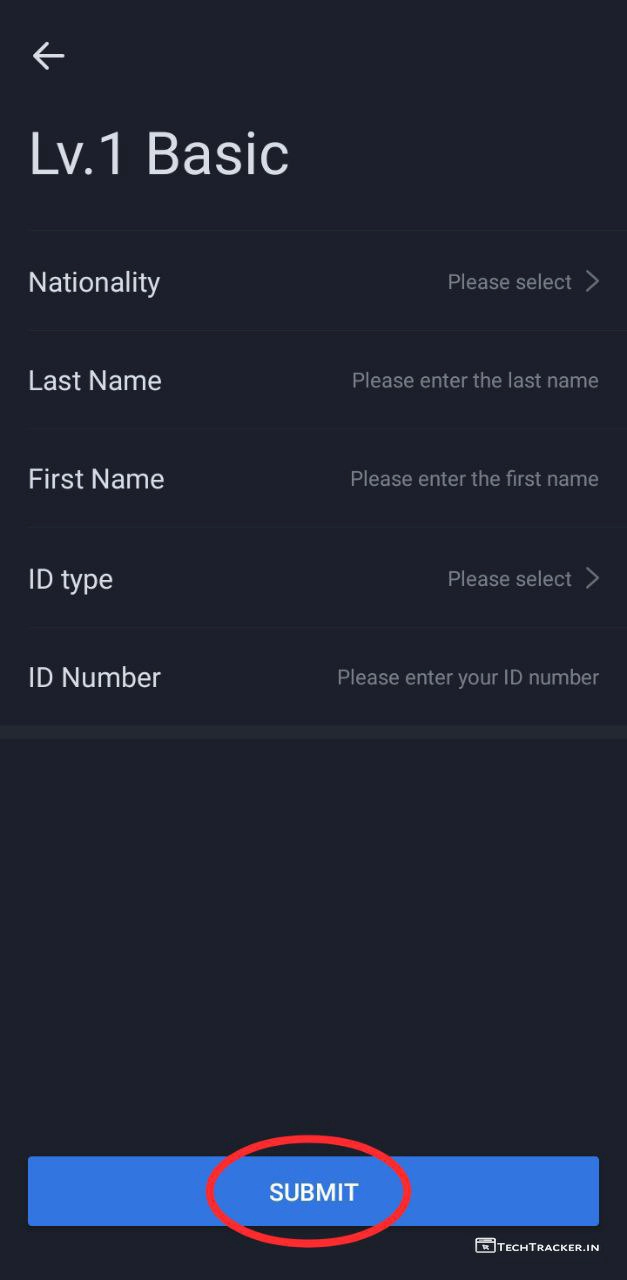 Lv.1 Basic
Nationality Please select
Last Name Please enter the last name
First Name Please enter the first name
ID type Please select
ID Number Please enter your ID number
SUBMIT
TECHTRACKER.IN